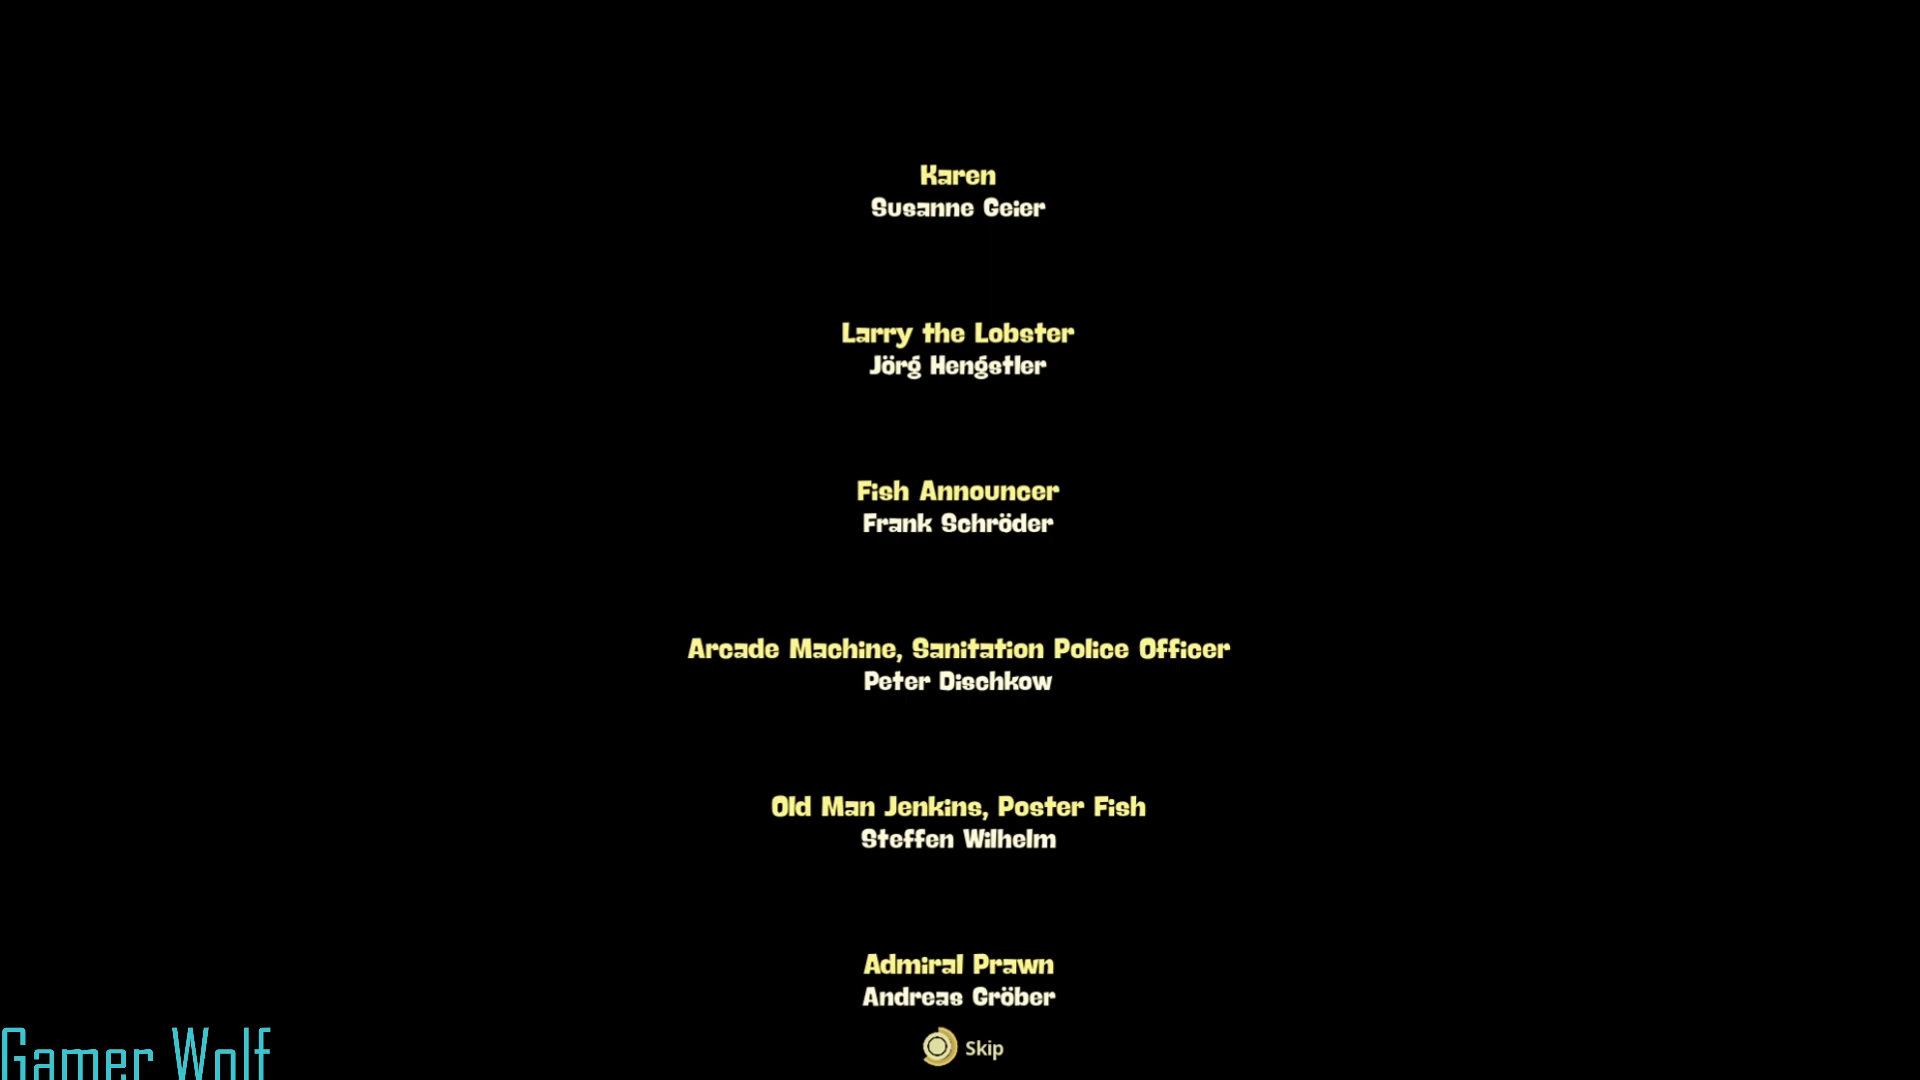 Karen
Susanne Geier
Larry the Lobster
Jörg Hengstler
Fish Announcer
Frank Schröder
Arcade Machine, Sanitation Police Officer
Peter Dischkow
Old Man Jenkins, Poster Fish
Steffen Wilhelm
Admiral Prawn
Andreas Gröber
Skip
Gamer Wolf